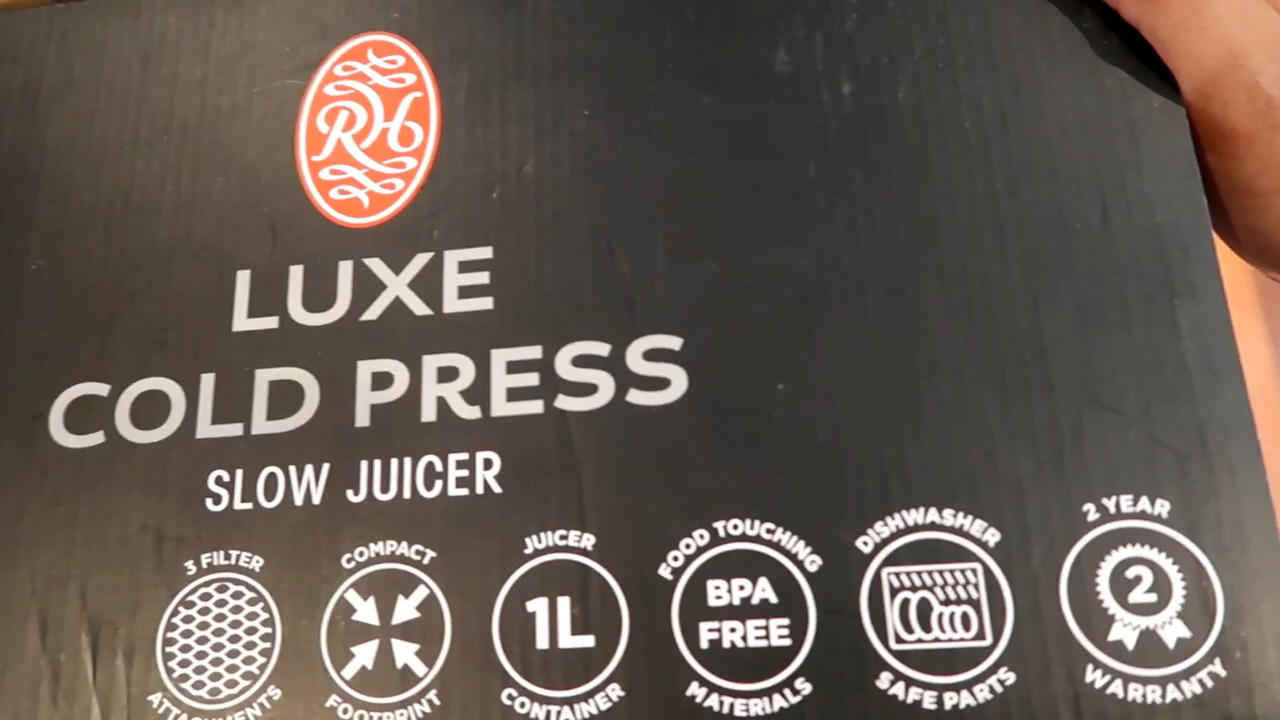 RH
LUXE
COLD PRESS
SLOW JUICER
3 FILTER
ATTACHMENTS
COMPACT
FOOTPRINT
JUICER
1L
CONTAINER
FOOD TOUCHING
BPA
FREE
MATERIALS
DISHWASHER
SAFE PARTS
2 YEAR
2
WARRANTY